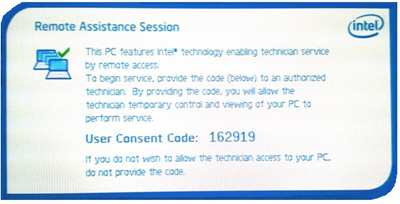 Remote Assistance Session
intel
This PC features Intel® technology enabling technician service
by remote access.
To begin service, provide the code (below) to an authorized
technician. By providing the code, you will allow the
technician temporary control and viewing of your PC to
perform service.
User Consent Code: 162919
If you do not wish to allow the technician access to your PC,
do not provide the code.